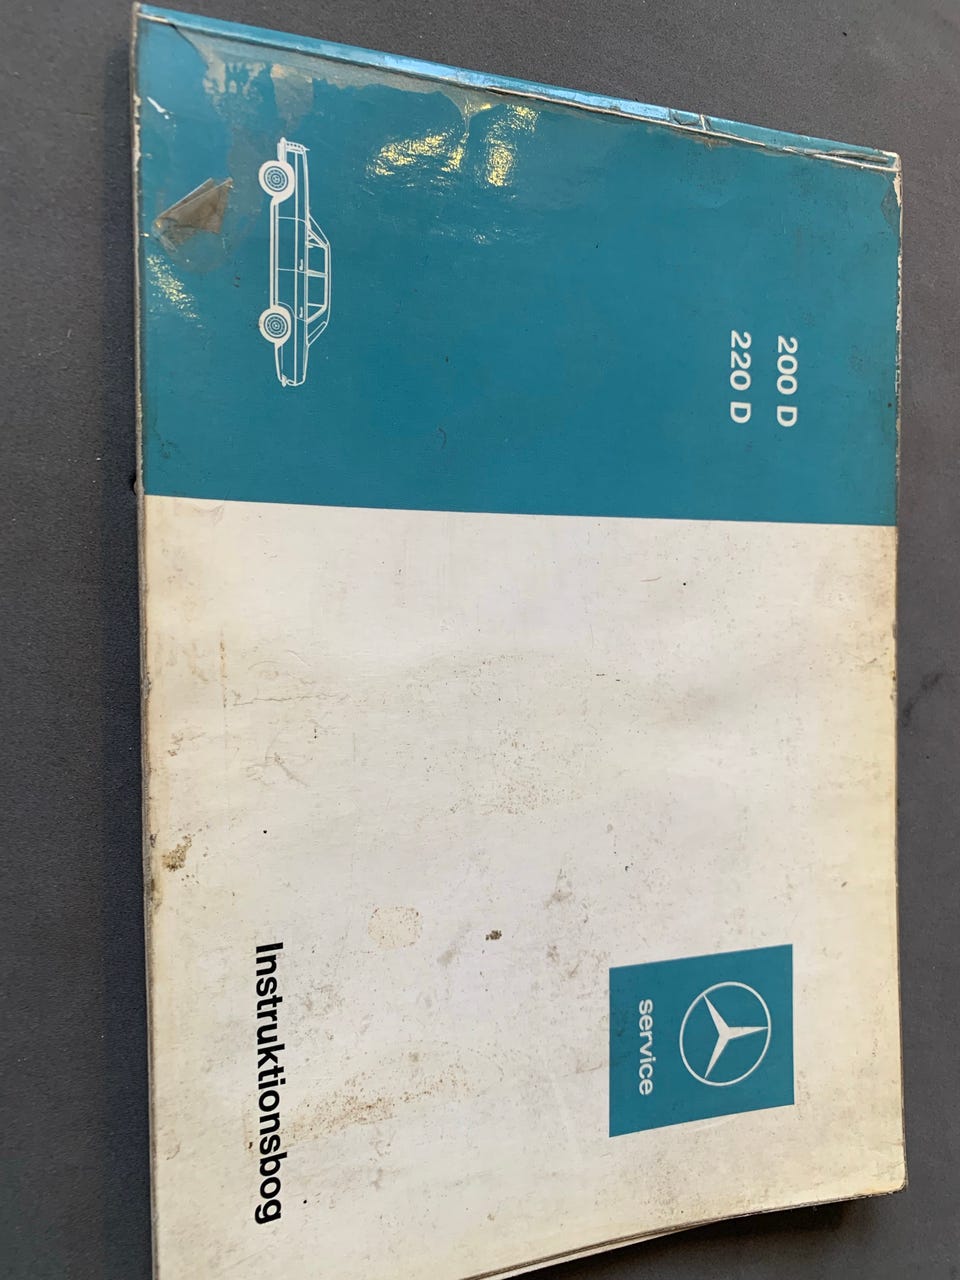 200 D
220 D
service
Instruktionsbog